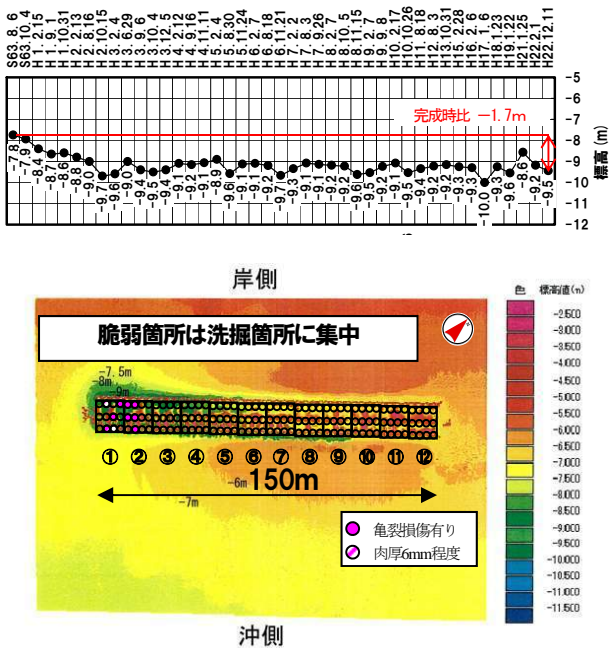 S63. 8. 6 S63.10. 4 H1. 2.15 H1. 9. 1 H1.10.31 H2. 2.13 H2. 8. 6 H2.10.15 H3. 2. 4 H3. 6.29 H3. 9. 6 H3.10. 4 H3.12. 5 H4. 2. 4 H4. 9.16 H4.11.11 H5. 2. 4 H5. 8.30 H5.11.24 H6. 2. 7 H6. 8.18 H6.11.21 H7. 2. 2 H7. 8. 3 H7. 9.26 H8. 2. 7 H8.10. 5 H8.11.15 H9. 2. 7 H9. 9. 8 H10. 2.17 H10.10.26 H11. 8.18 H12. 8. 3 H13.10.31 H15. 2.28 H16. 2. 6 H17. 1. 6 H18.1.23 H19.1.22 H21.1.25 H22.2.1 H22.12.11
-5
-6
完成時比 -1.7m
-7
-8
-9
-10
-11
-12
標高 (m)
-7.8 -7.9 -8.4 -8.7 -8.6 -8.8 -9.0 -9.7 -9.6 -9.0 -9.4 -9.5 -9.4 -9.1 -9.2 -9.1 -8.9 -9.6 -9.1 -9.1 -9.2 -9.7 -9.3 -9.1 -9.1 -9.2 -9.2 -9.6 -9.5 -9.2 -9.1 -9.5 -9.4 -9.2 -9.2 -9.3 -9.3 -10.0 -9.3 -9.6 -8.6 -9.2 -9.5
岸側
脆弱箇所は洗掘箇所に集中
-7.5m
-8m
-9m
① ② ③ ④ ⑤ ⑥ ⑦ ⑧ ⑨ ⑩ ⑪ ⑫
-6m
150m
-7m
亀裂損傷有り
肉厚6mm程度
沖側
色 標高値(m)
-2.500
-3.000
-3.500
-4.000
-4.500
-5.000
-5.500
-6.000
-6.500
-7.000
-7.500
-8.000
-8.500
-9.000
-9.500
-10.000
-10.500
-11.000
-11.500